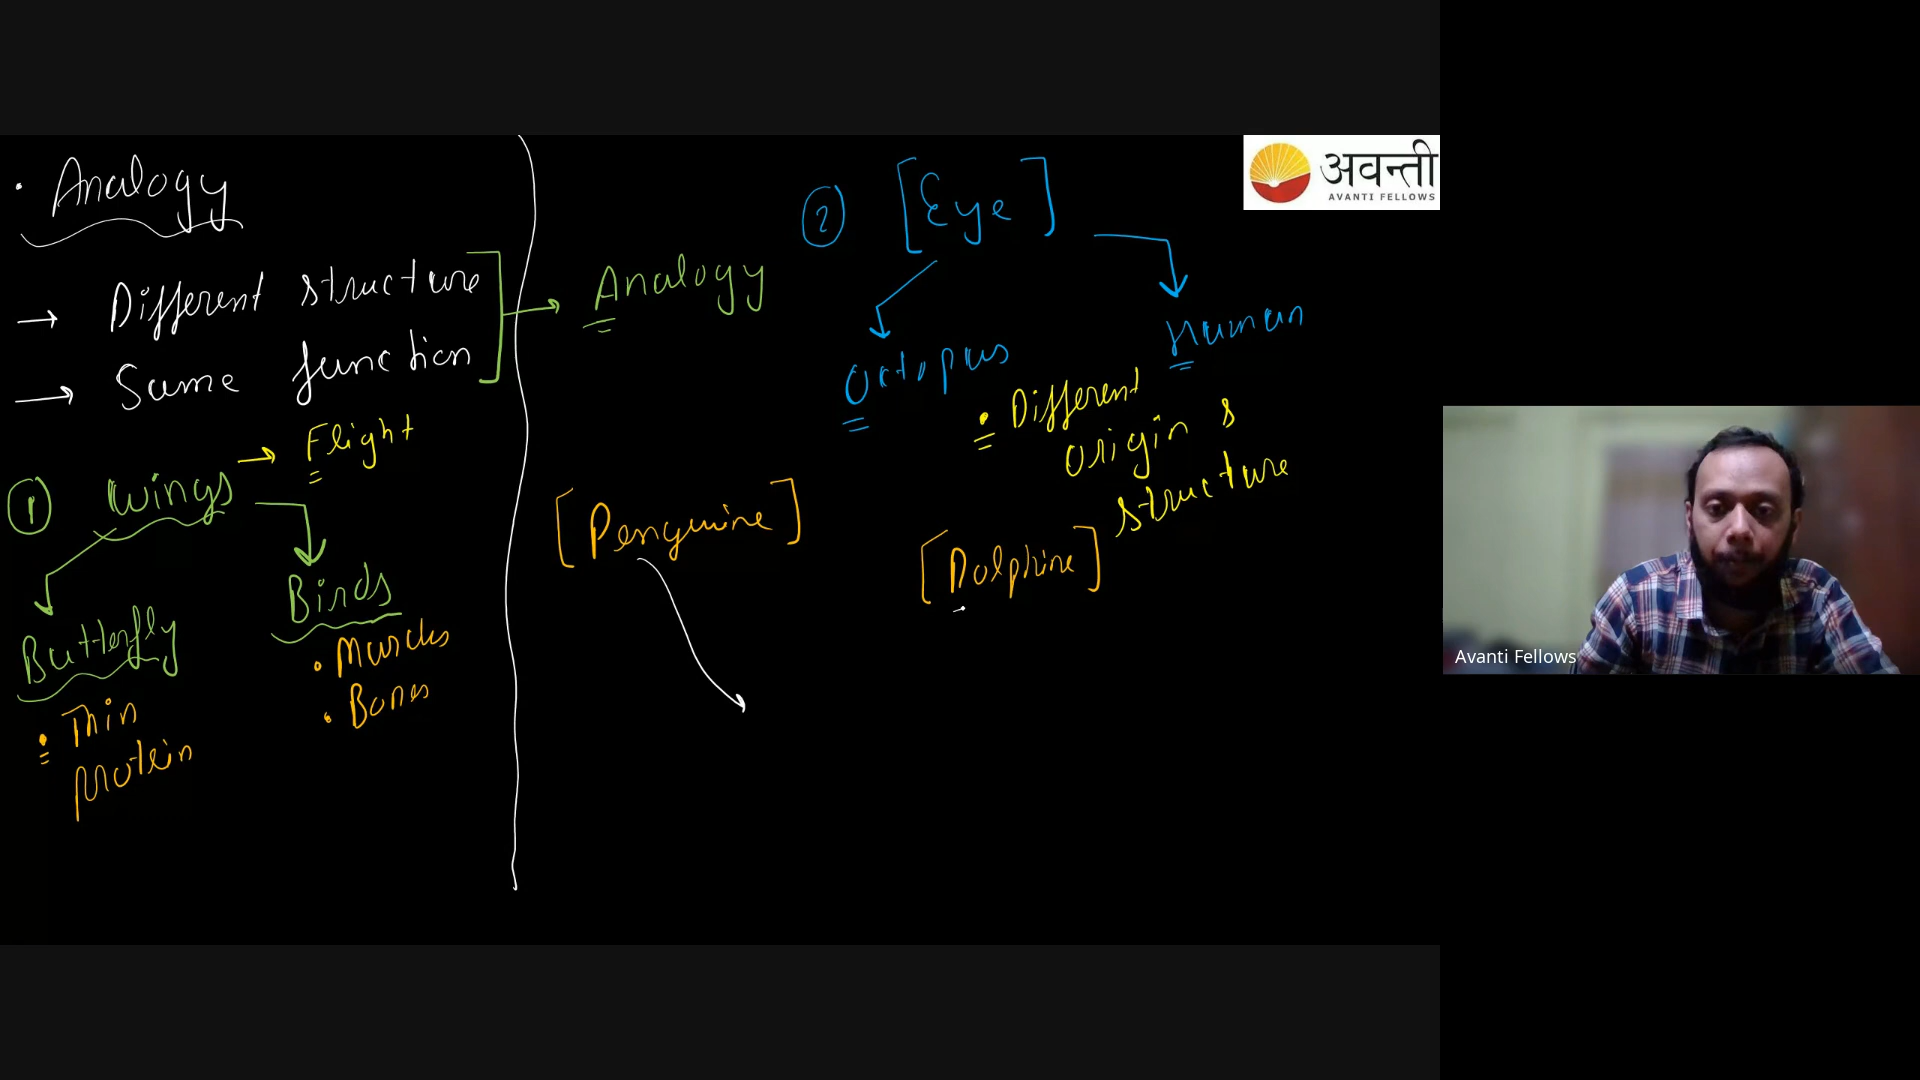 • Analogy
→ Different structure
→ Same function
→ Analogy
① Wings → Flight
Butterfly
• Thin
Protein
Birds
• Muscles
• Bones
② [Eye]
Octopus
Human
• Different
origin &
structure
[Penguine]
[Dolphine]
अवन्ती
AVANTI FELLOWS
Avanti Fellows